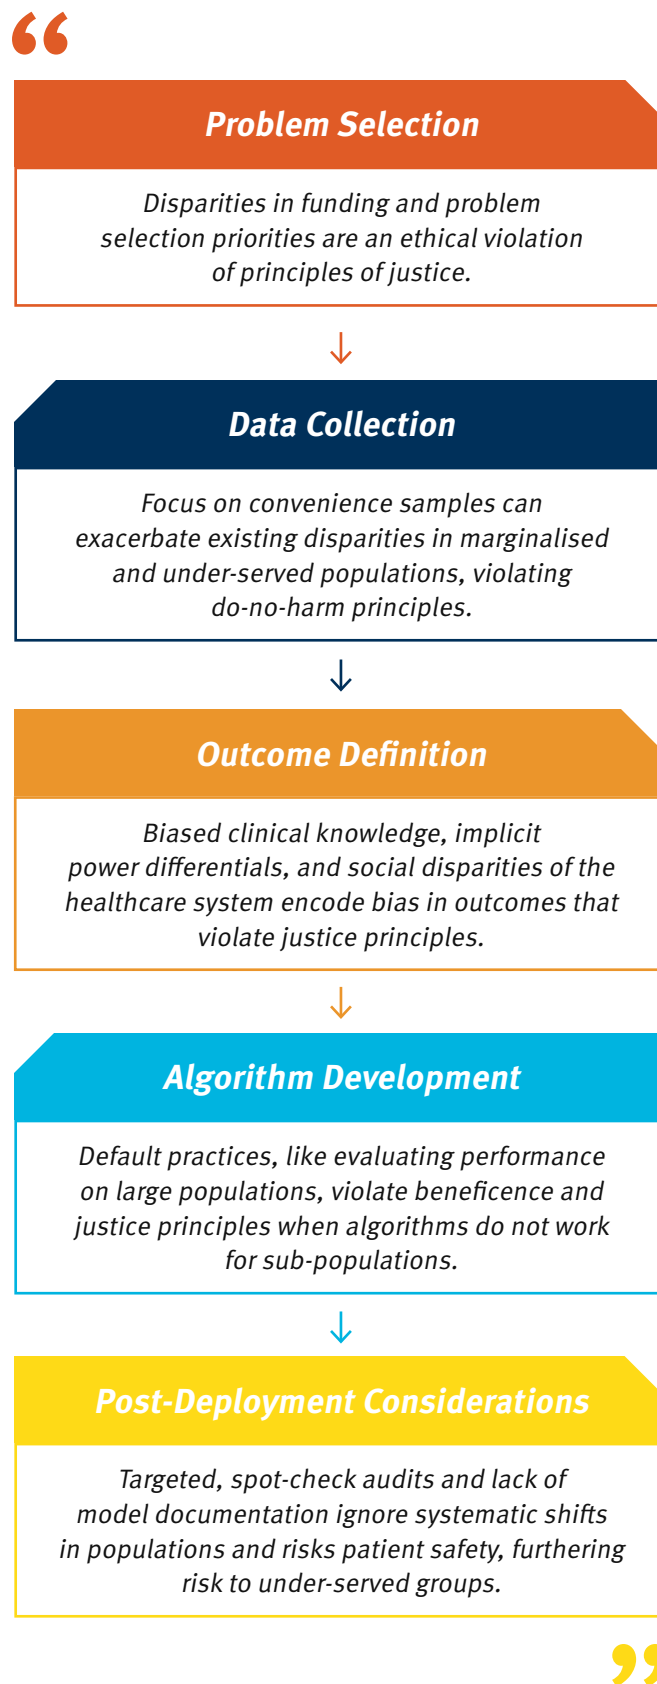 “
Problem Selection
Disparities in funding and problem
selection priorities are an ethical violation
of principles of justice.
↓
Data Collection
Focus on convenience samples can
exacerbate existing disparities in marginalised
and under-served populations, violating
do-no-harm principles.
↓
Outcome Definition
Biased clinical knowledge, implicit
power differentials, and social disparities of the
healthcare system encode bias in outcomes that
violate justice principles.
↓
Algorithm Development
Default practices, like evaluating performance
on large populations, violate beneficence and
justice principles when algorithms do not work
for sub-populations.
↓
Post-Deployment Considerations
Targeted, spot-check audits and lack of
model documentation ignore systematic shifts
in populations and risks patient safety, furthering
risk to under-served groups.
”